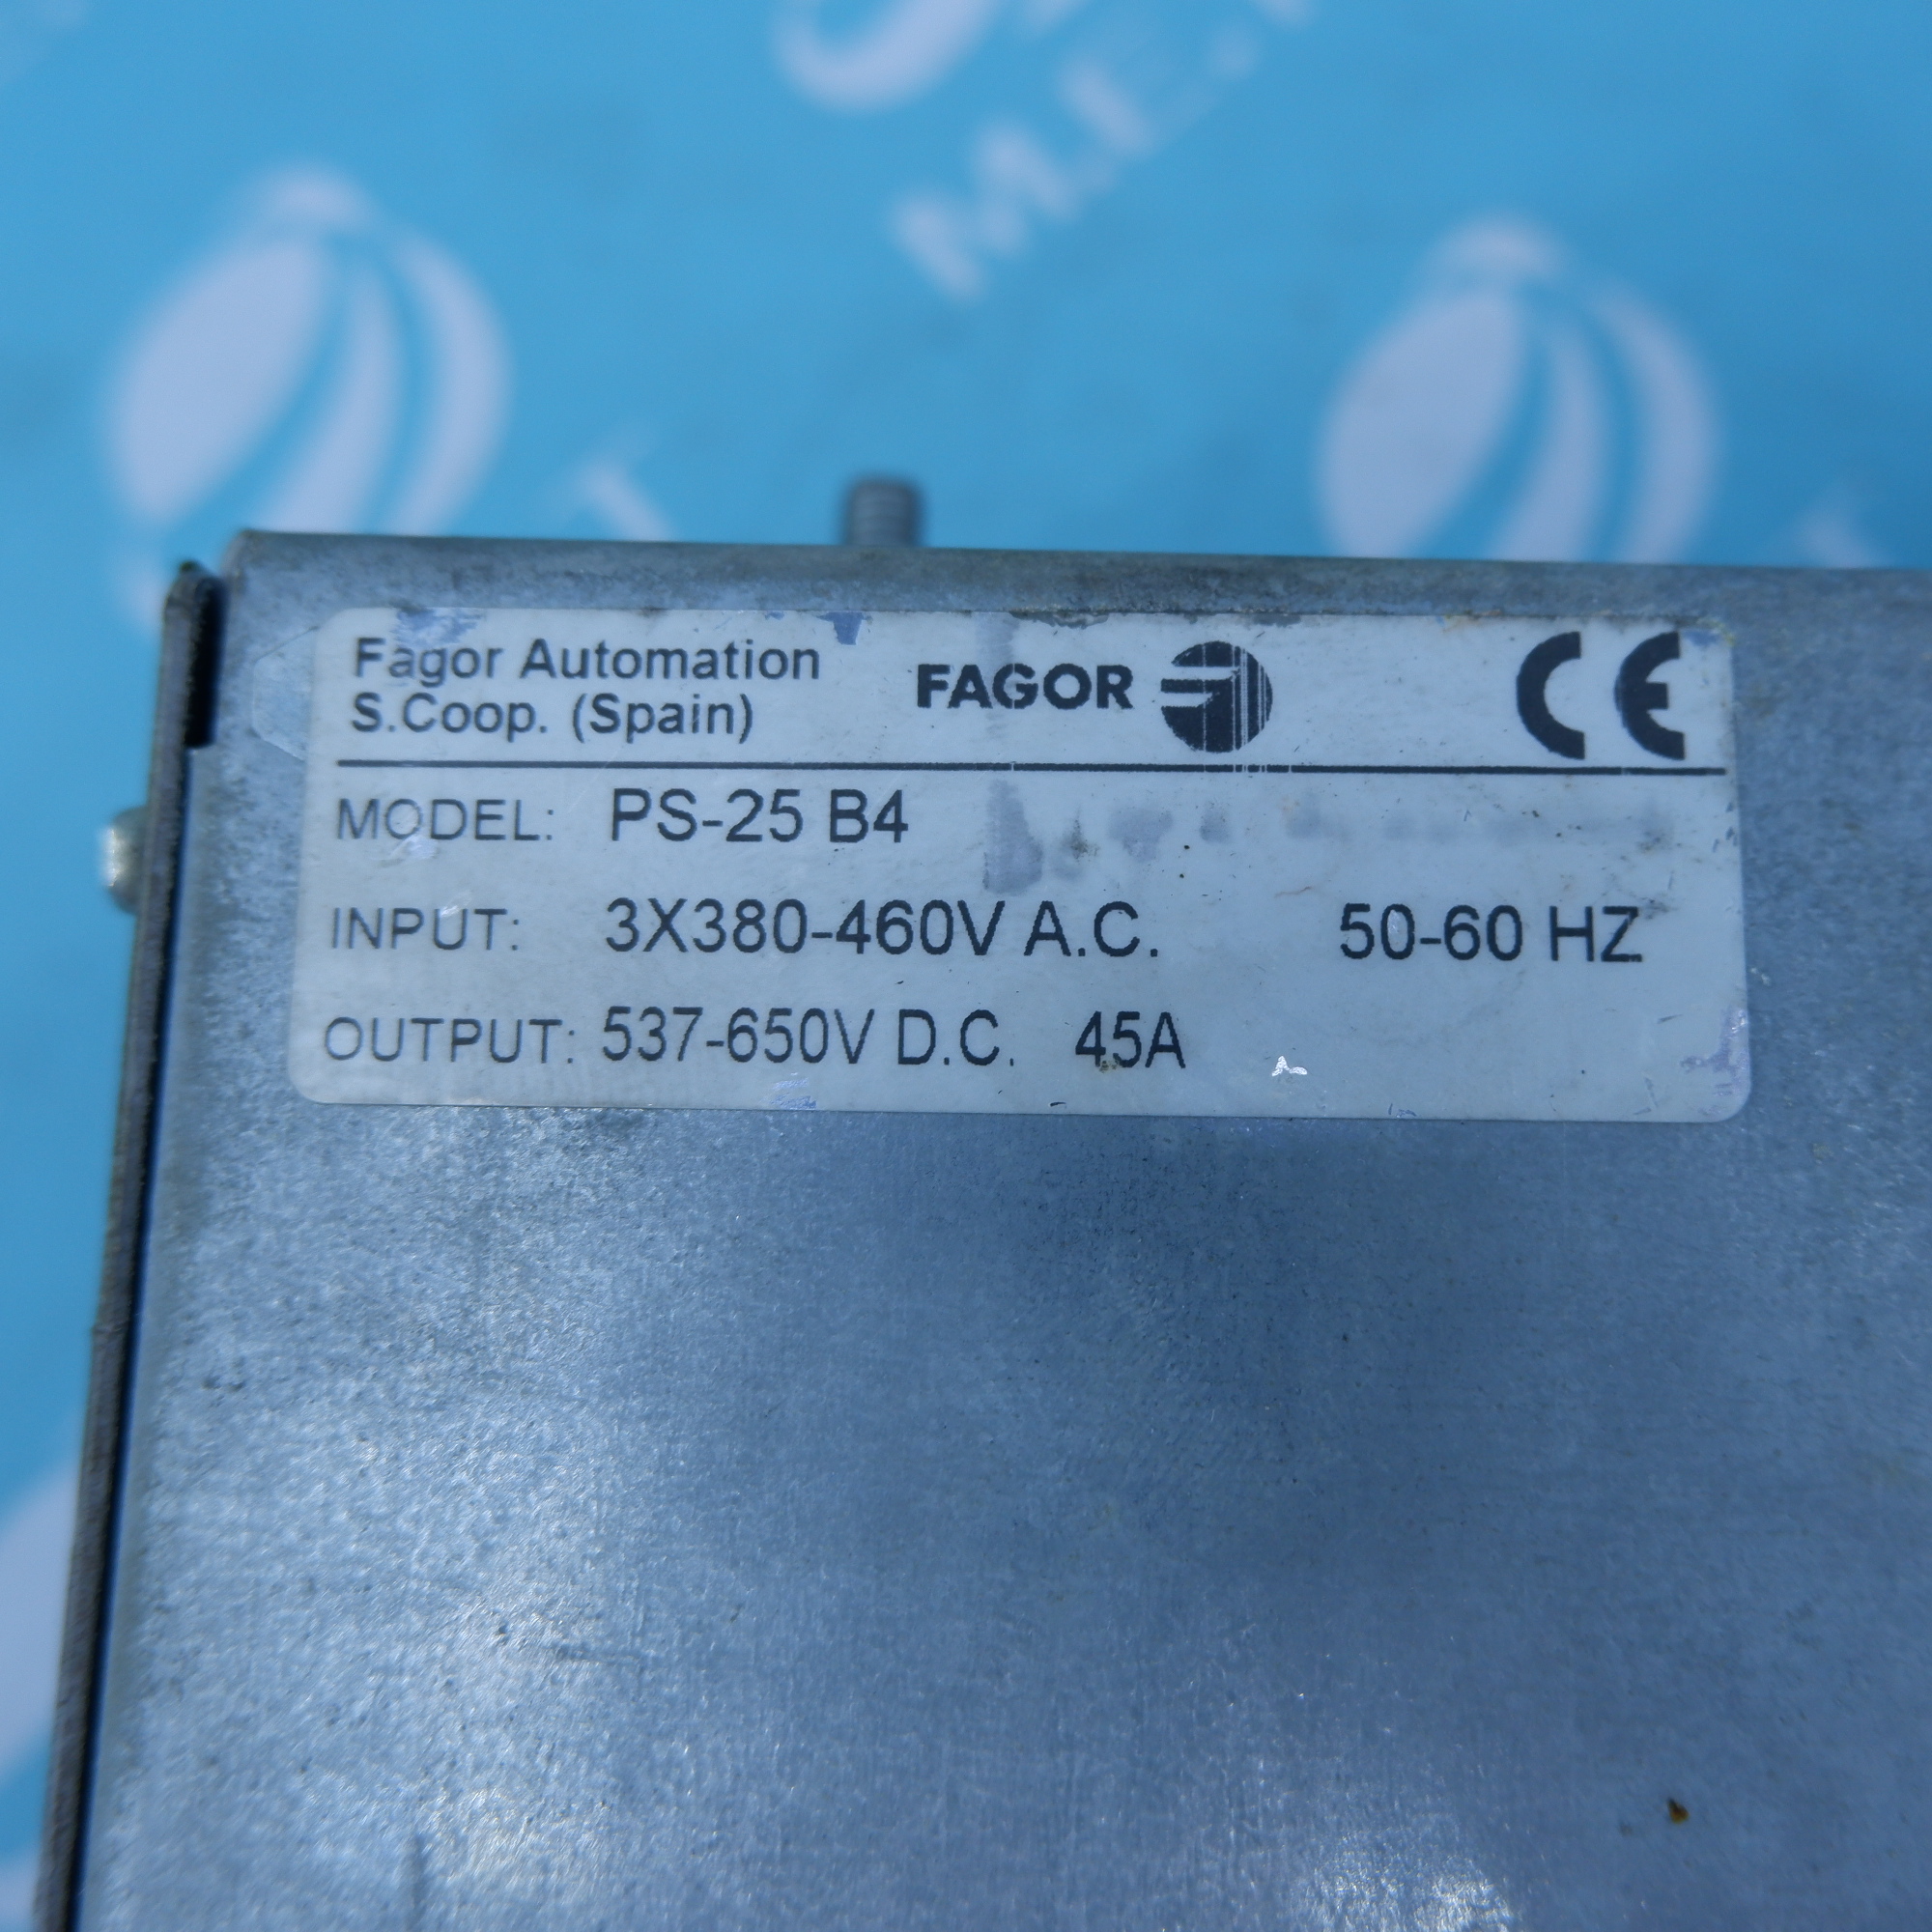 Fagor Automation
S.Coop. (Spain)
FAGOR
CE
MODEL: PS-25 B4
INPUT: 3X380-460V A.C. 50-60 HZ
OUTPUT: 537-650V D.C. 45A